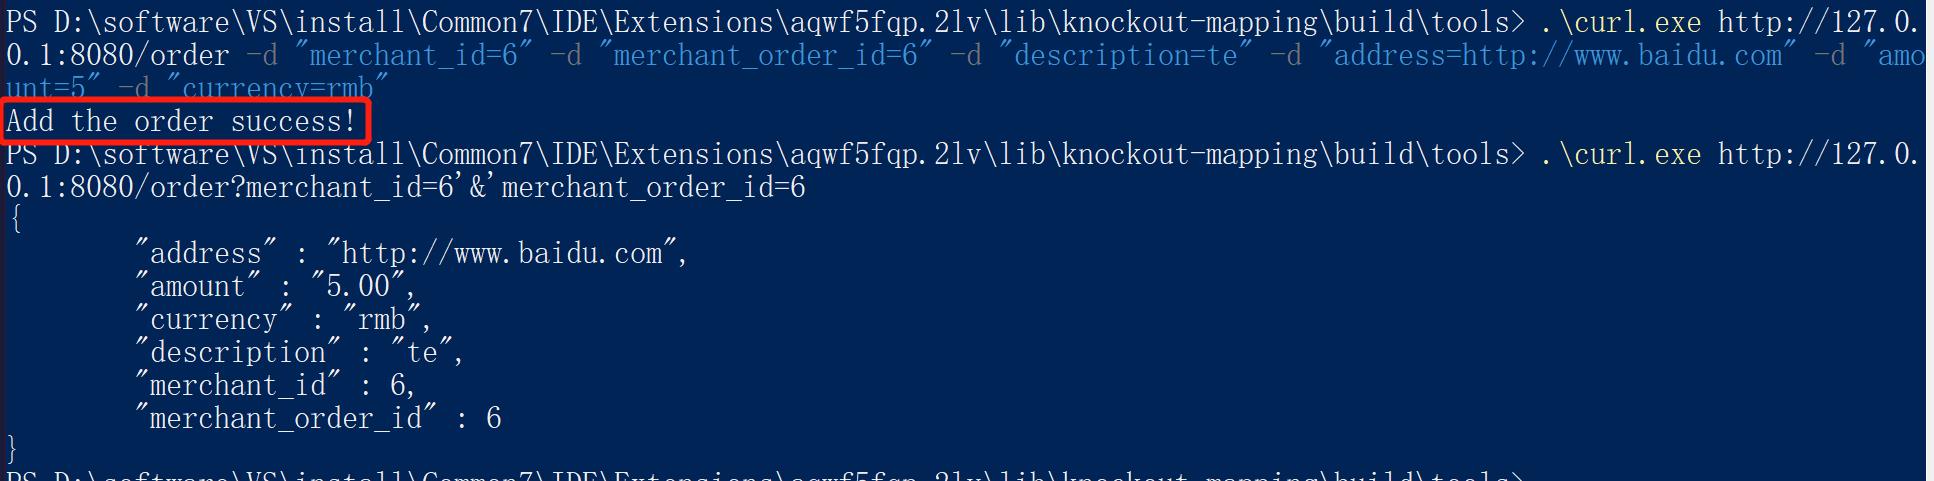 PS D:\software\VS\install\Common7\IDE\Extensions\aqwf5fqp.2lv\lib\knockout-mapping\build\tools> .\curl.exe http://127.0.
0.1:8080/order -d "merchant_id=6" -d "merchant_order_id=6" -d "description=te" -d "address=http://www.baidu.com" -d "amo
unt=5" -d "currency=rmb"
Add the order success!
PS D:\software\VS\install\Common7\IDE\Extensions\aqwf5fqp.2lv\lib\knockout-mapping\build\tools> .\curl.exe http://127.0.
0.1:8080/order?merchant_id=6'&'merchant_order_id=6
{
"address" : "http://www.baidu.com",
"amount" : "5.00",
"currency" : "rmb",
"description" : "te",
"merchant_id" : 6,
"merchant_order_id" : 6
}
PS D:\software\VS\install\Common7\IDE\Extensions\aqwf5fqp.2lv\lib\knockout-mapping\build\tools>